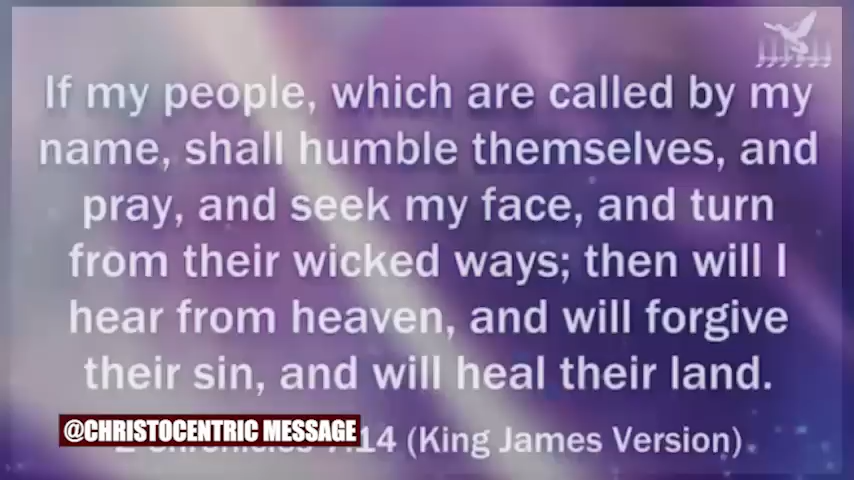 If my people, which are called by my
name, shall humble themselves, and
pray, and seek my face, and turn
from their wicked ways; then will I
hear from heaven, and will forgive
their sin, and will heal their land.
@CHRISTOCENTRIC MESSAGE
2 Chronicles 7:14 (King James Version)